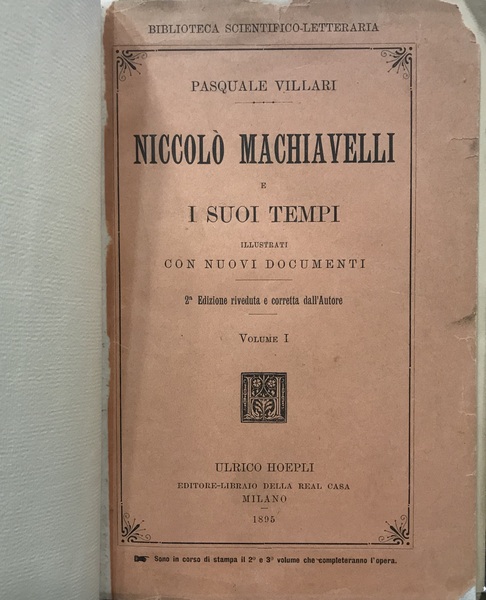 BIBLIOTECA SCIENTIFICO-LETTERARIA
PASQUALE VILLARI
NICCOLÒ MACHIAVELLI
E
I SUOI TEMPI
ILLUSTRATI
CON NUOVI DOCUMENTI
2ª Edizione riveduta e corretta dall'Autore
VOLUME I
H
ULRICO HOEPLI
EDITORE-LIBRAIO DELLA REAL CASA
MILANO
1895
☛ Sono in corso di stampa il 2º e 3º volume che completeranno l'opera.